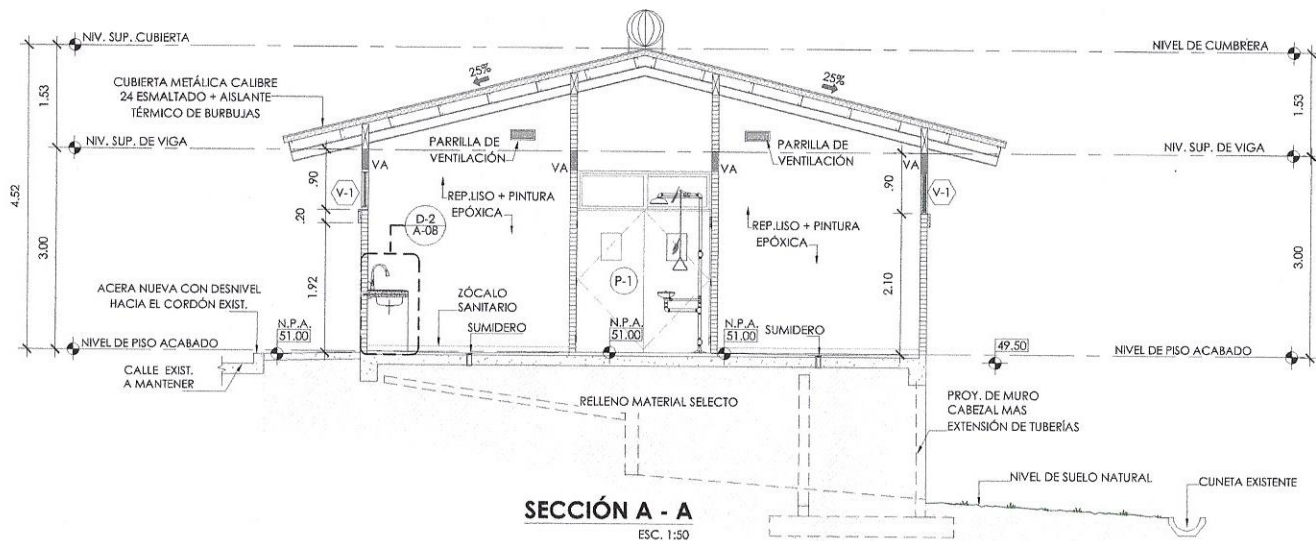 NIV. SUP. CUBIERTA
NIVEL DE CUMBRERA
25%
25%
CUBIERTA METÁLICA CALIBRE
24 ESMALTADO + AISLANTE
TÉRMICO DE BURBUJAS
1.53
1.53
NIV. SUP. DE VIGA
NIV. SUP. DE VIGA
PARRILLA DE
VENTILACIÓN
PARRILLA DE
VENTILACIÓN
VA
VA
VA
VA
V-1
V-1
.90
.90
.20
4.52
3.00
3.00
REP.LISO + PINTURA
EPÓXICA
REP.LISO + PINTURA
EPÓXICA
D-2
A-08
P-1
1.92
2.10
ACERA NUEVA CON DESNIVEL
HACIA EL CORDÓN EXIST.
ZÓCALO
SANITARIO
SUMIDERO
SUMIDERO
N.P.A.
51.00
N.P.A.
51.00
N.P.A.
51.00
49.50
NIVEL DE PISO ACABADO
NIVEL DE PISO ACABADO
CALLE EXIST.
A MANTENER
RELLENO MATERIAL SELECTO
PROY. DE MURO
CABEZAL MAS
EXTENSIÓN DE TUBERÍAS
NIVEL DE SUELO NATURAL
CUNETA EXISTENTE
SECCIÓN A - A
ESC. 1:50